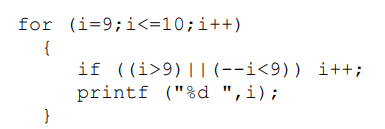 for (i=9;i<=10;i++)
{
if ((i>9)||(--i<9)) i++;
printf ("%d ",i);
}